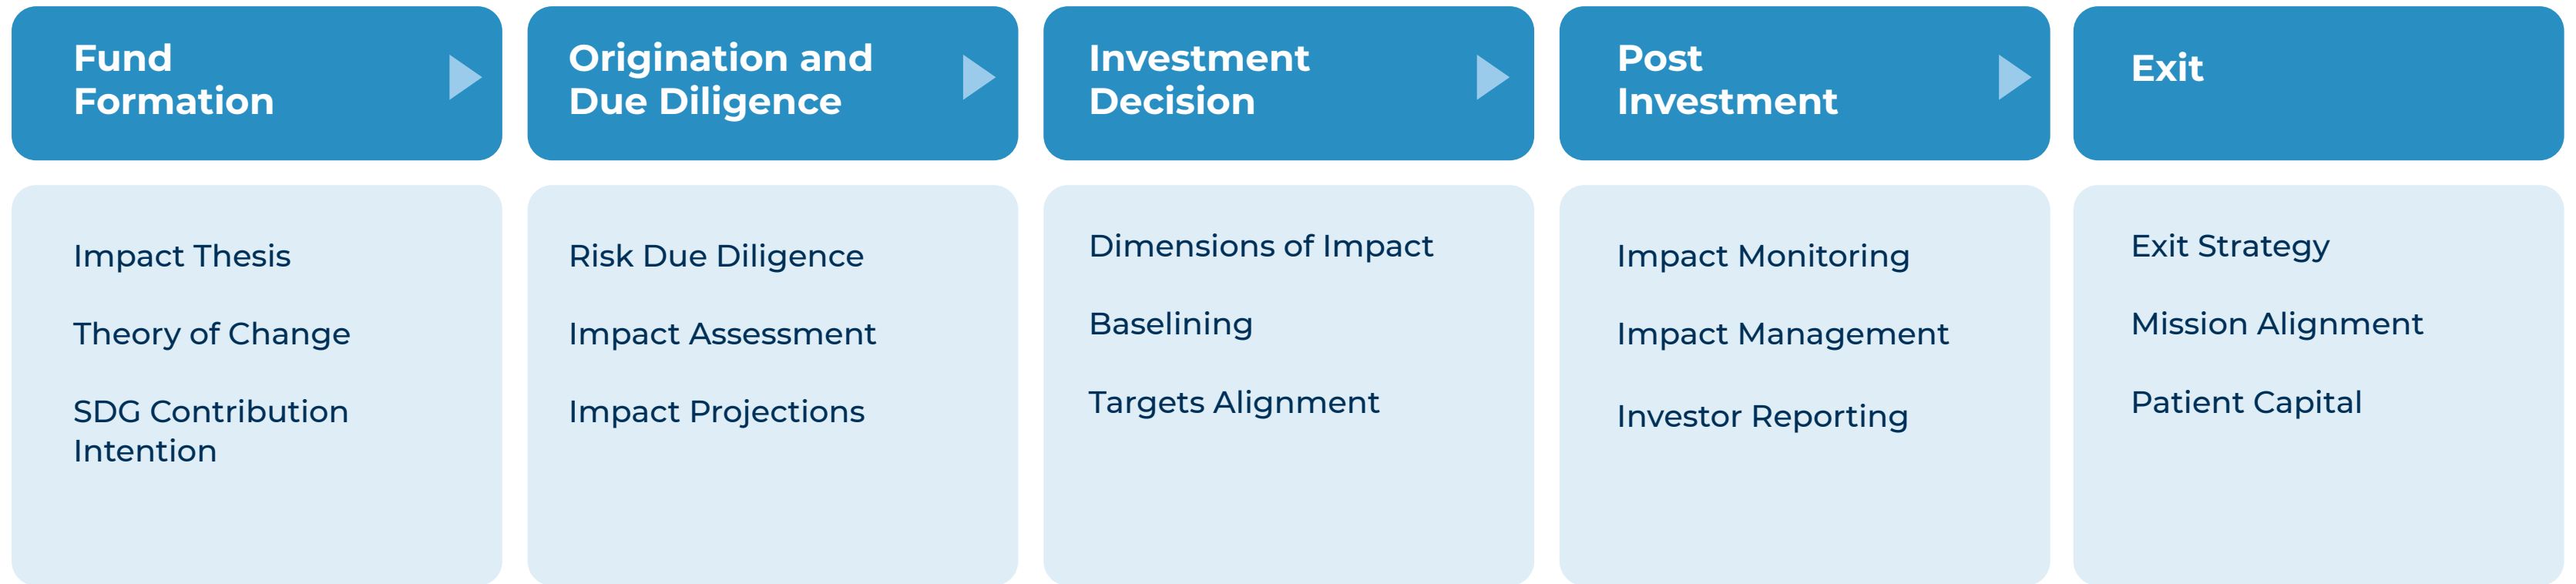 Fund
Formation
Origination and
Due Diligence
Investment
Decision
Post
Investment
Exit
Impact Thesis
Theory of Change
SDG Contribution
Intention
Risk Due Diligence
Impact Assessment
Impact Projections
Dimensions of Impact
Baselining
Targets Alignment
Impact Monitoring
Impact Management
Investor Reporting
Exit Strategy
Mission Alignment
Patient Capital